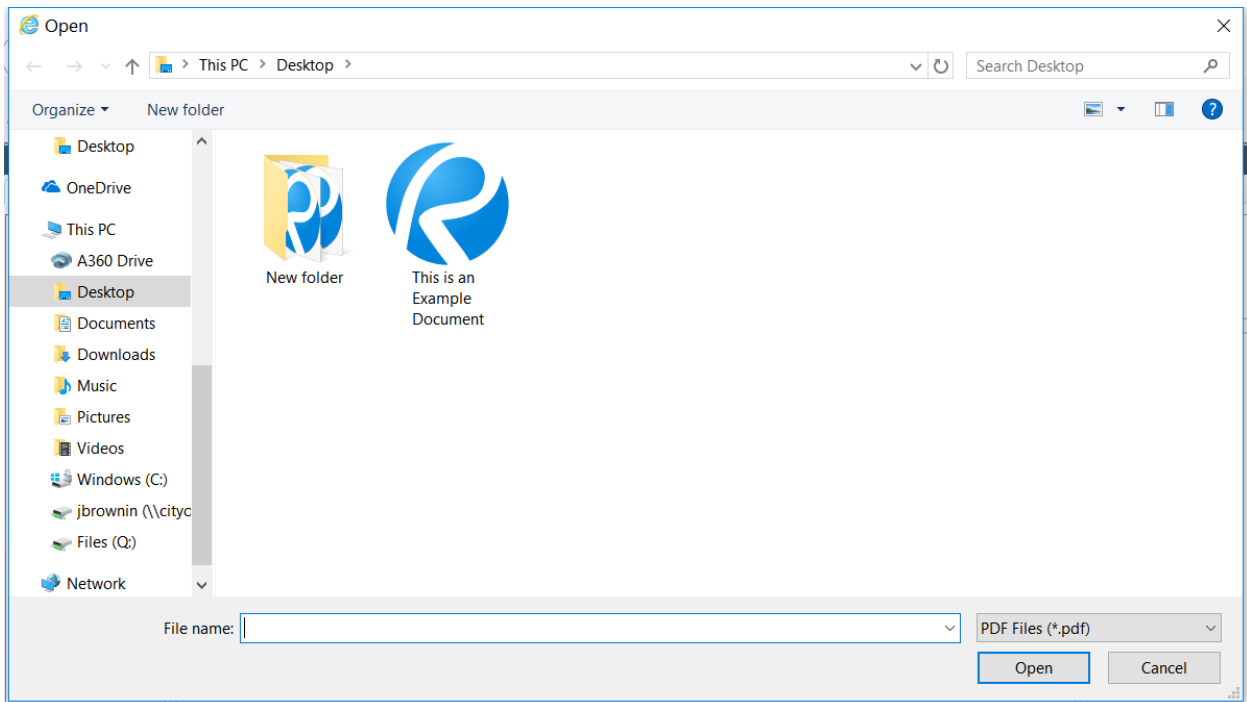 Open
This PC > Desktop >
Search Desktop
Organize
New folder
?
Desktop
OneDrive
This PC
A360 Drive
Desktop
Documents
Downloads
Music
Pictures
Videos
Windows (C:)
jbrownin (\\cityc
Files (Q:)
Network
New folder
This is an
Example
Document
File name:
PDF Files (*.pdf)
Open
Cancel